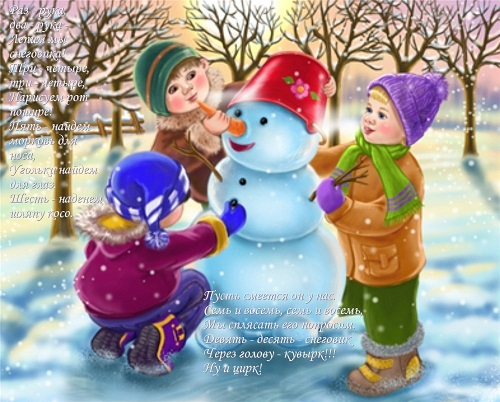 Раз - рука,
два - рука -
Лепим мы
снеговика!
Три - четыре,
три - четыре,
Нарисуем рот
пошире!
Пять - найдем
морковь для
носа,
Угольки найдем
для глаз.
Шесть - наденем
шляпу косо.
Пусть смеется он у нас.
Семь и восемь, семь и восемь,
Мы сплясать его попросим.
Девять - десять - снеговик
Через голову - кувырк!!!
Ну и цирк!